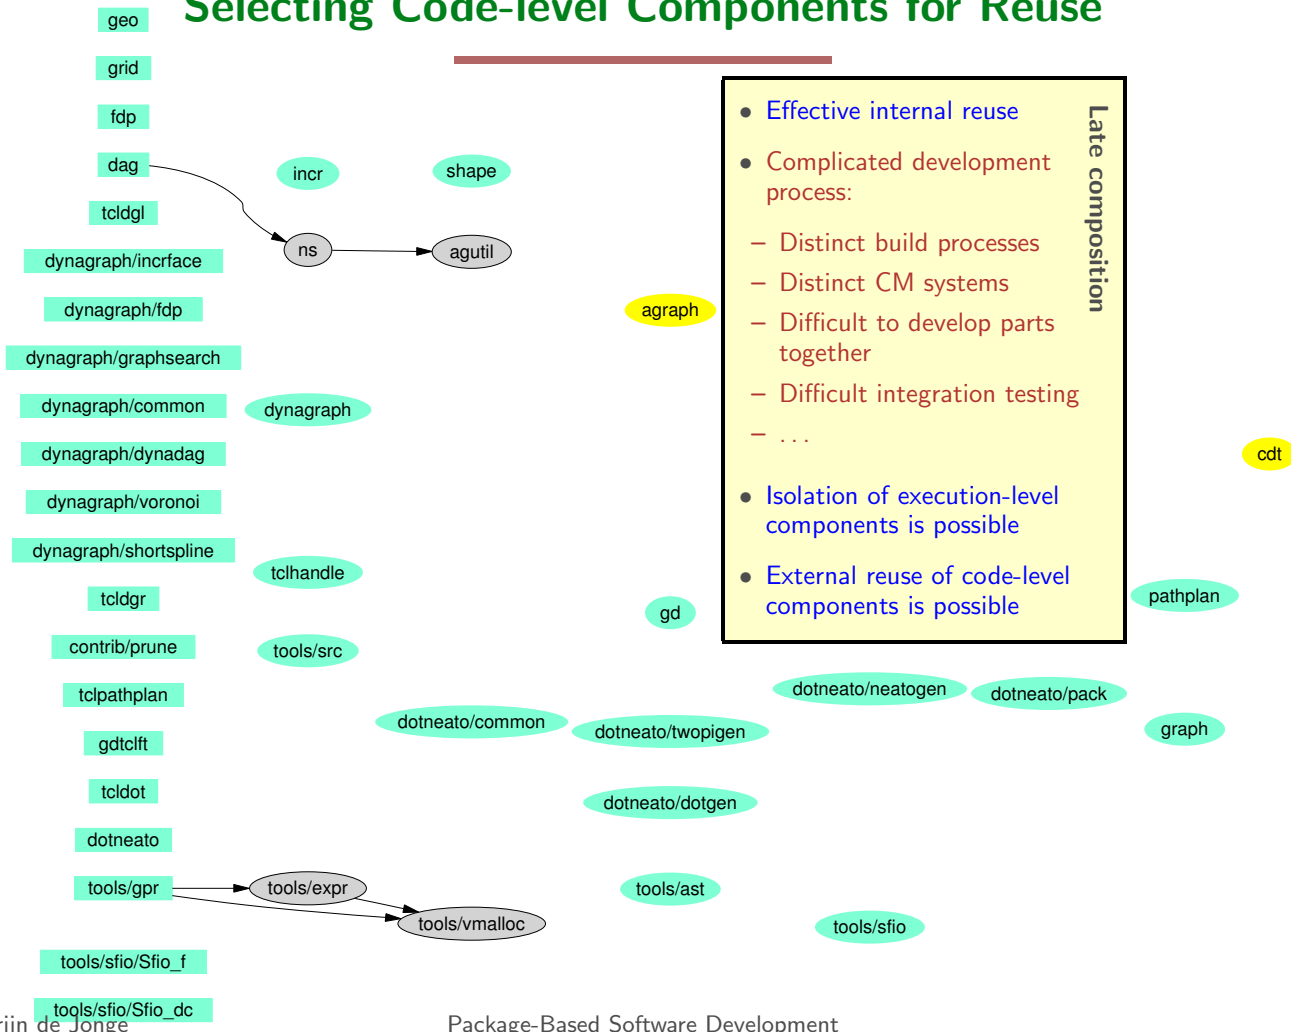 Selecting Code-level Components for Reuse
geo
grid
fdp
dag
tcldgl
dynagraph/incrface
dynagraph/fdp
dynagraph/graphsearch
dynagraph/common
dynagraph/dynadag
dynagraph/voronoi
dynagraph/shortspline
tcldgr
contrib/prune
tclpathplan
gdtclft
tcldot
dotneato
tools/gpr
tools/sfio/Sfio_f
tools/sfio/Sfio_dc
incr
ns
dynagraph
tclhandle
tools/src
tools/expr
shape
agutil
dotneato/common
tools/vmalloc
agraph
gd
dotneato/twopigen
dotneato/dotgen
tools/ast
dotneato/neatogen
tools/sfio
dotneato/pack
pathplan
graph
cdt
Late composition
• Effective internal reuse
• Complicated development
process:
– Distinct build processes
– Distinct CM systems
– Difficult to develop parts
together
– Difficult integration testing
– . . .
• Isolation of execution-level
components is possible
• External reuse of code-level
components is possible
rijn de Jonge
Package-Based Software Development